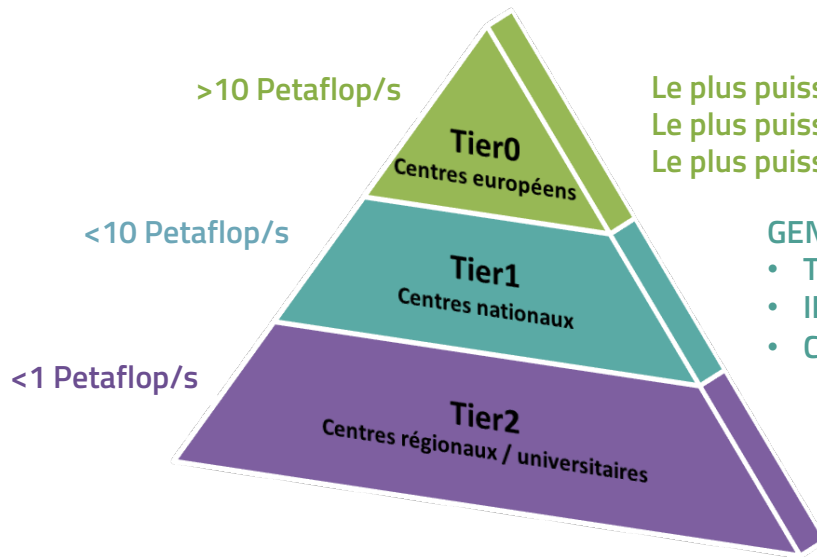 >10 Petaflop/s
Le plus
Le plus
Le plus
Tier0
Centres européens
<10 Petaflop/s
Tier1
Centres nationaux
<1 Petaflop/s
Tier2
Centres régionaux / universitaires